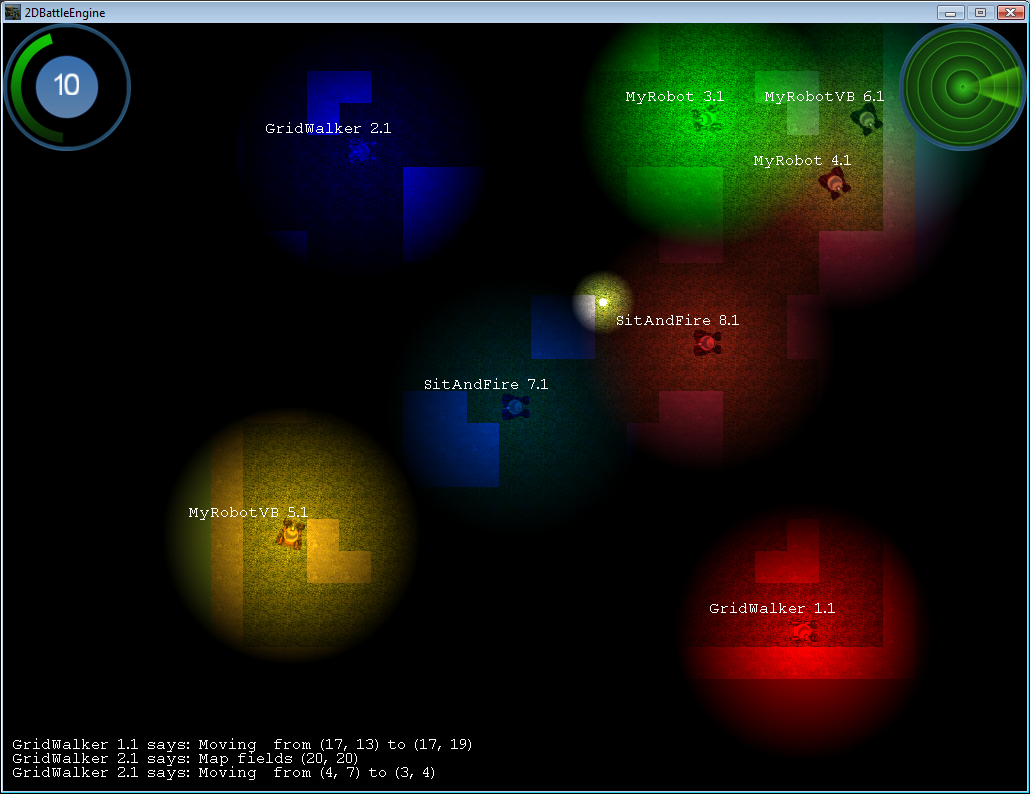 2DBattleEngine
10
MyRobot 3.1
MyRobotVB 6.1
GridWalker 2.1
MyRobot 4.1
SitAndFire 8.1
SitAndFire 7.1
MyRobotVB 5.1
GridWalker 1.1
GridWalker 1.1 says: Moving  from (17, 13) to (17, 19)
GridWalker 2.1 says: Map fields (20, 20)
GridWalker 2.1 says: Moving  from (4, 7) to (3, 4)